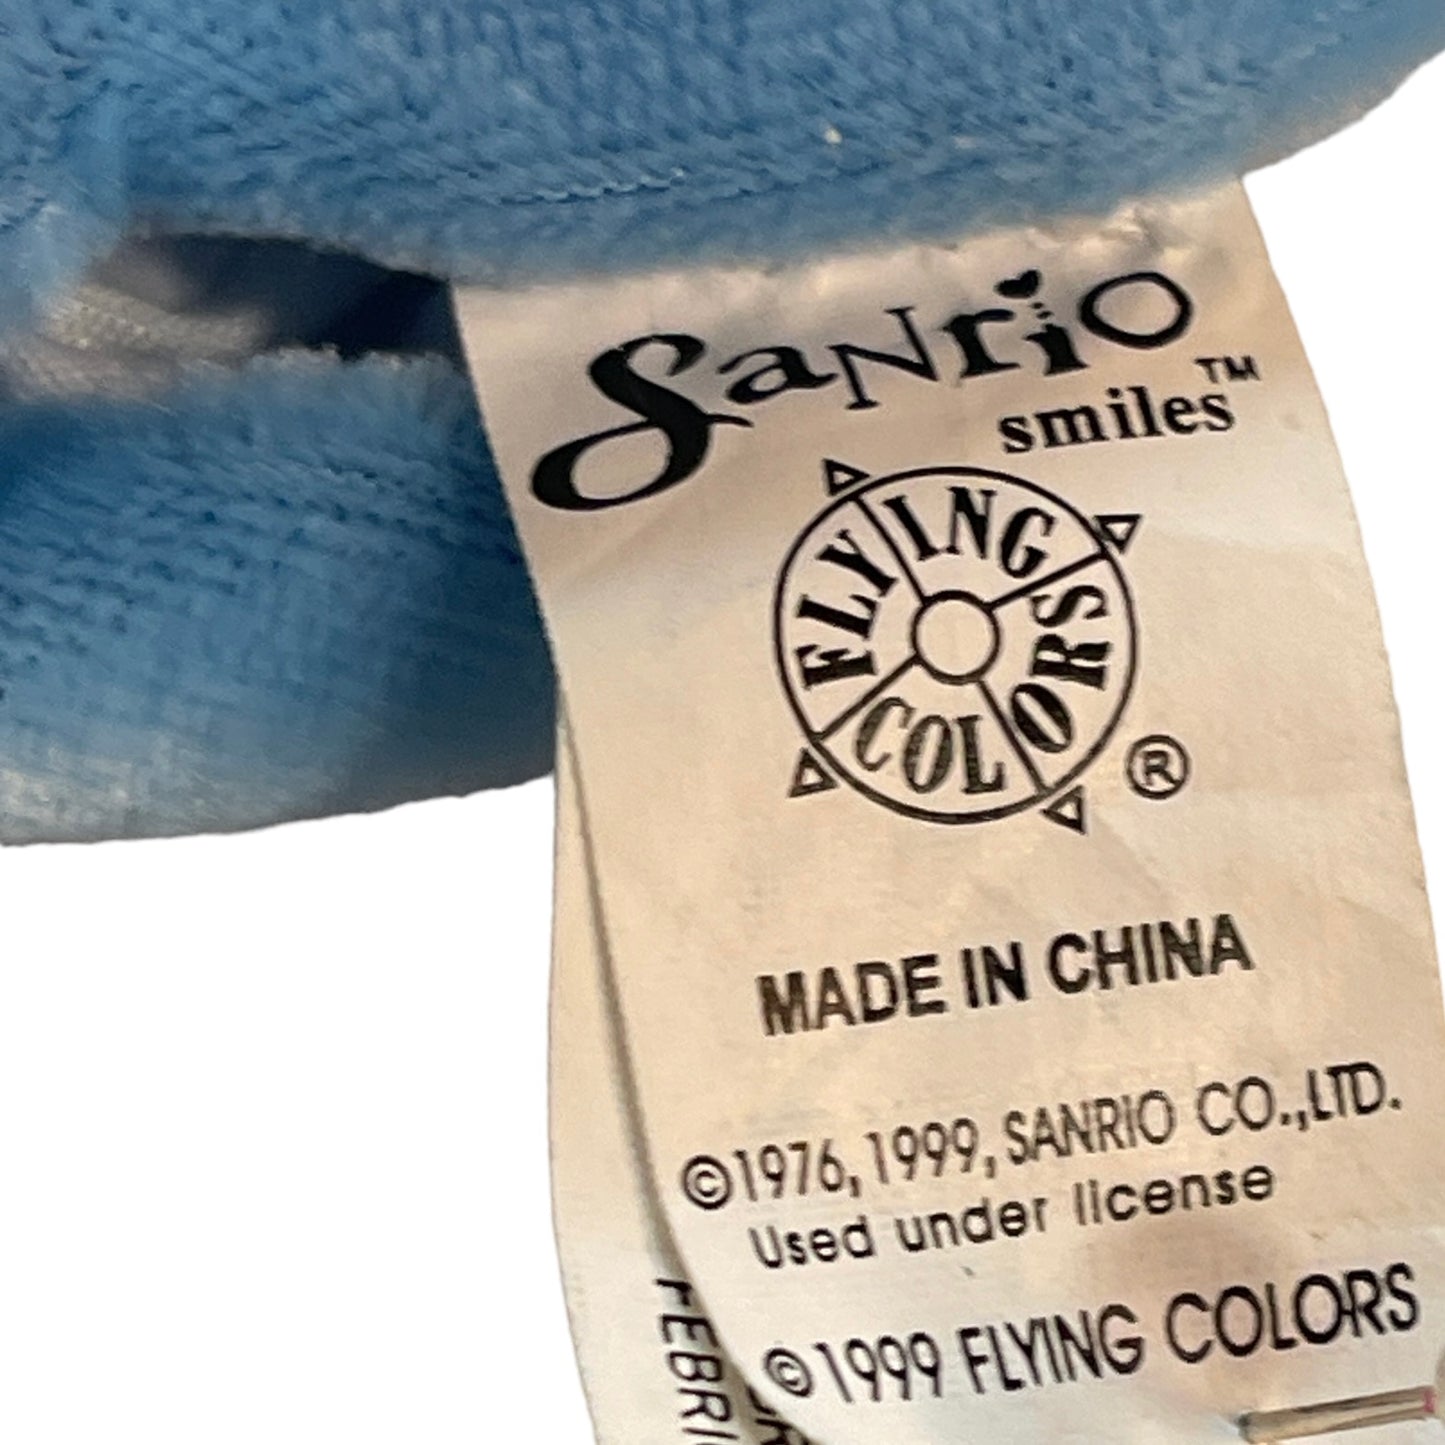 Sanrio
smiles™
FLYING COLORS
®
MADE IN CHINA
©1976, 1999, SANRIO CO.,LTD.
Used under license
©1999 FLYING COLORS